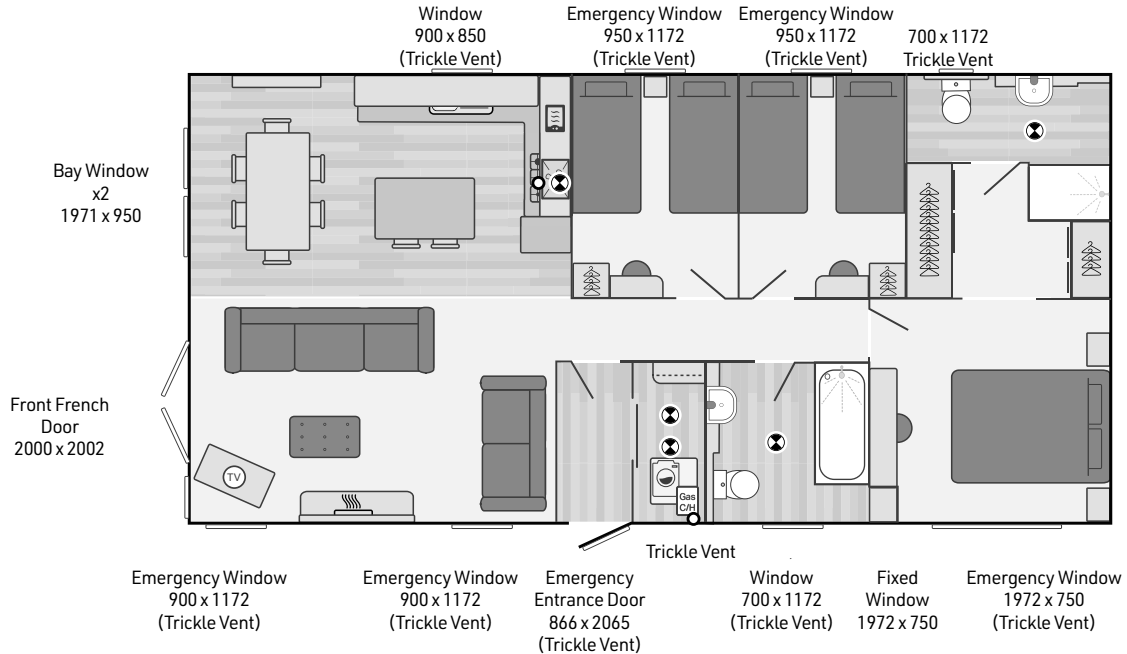 Window
900 x 850
(Trickle Vent)
Emergency Window
950 x 1172
(Trickle Vent)
Emergency Window
950 x 1172
(Trickle Vent)
700 x 1172
Trickle Vent
Bay Window
x2
1971 x 950
Front French
Door
2000 x 2002
TV
Gas
C/H
Trickle Vent
Emergency Window
900 x 1172
(Trickle Vent)
Emergency Window
900 x 1172
(Trickle Vent)
Emergency
Entrance Door
866 x 2065
(Trickle Vent)
Window
700 x 1172
(Trickle Vent)
Fixed
Window
1972 x 750
Emergency Window
1972 x 750
(Trickle Vent)